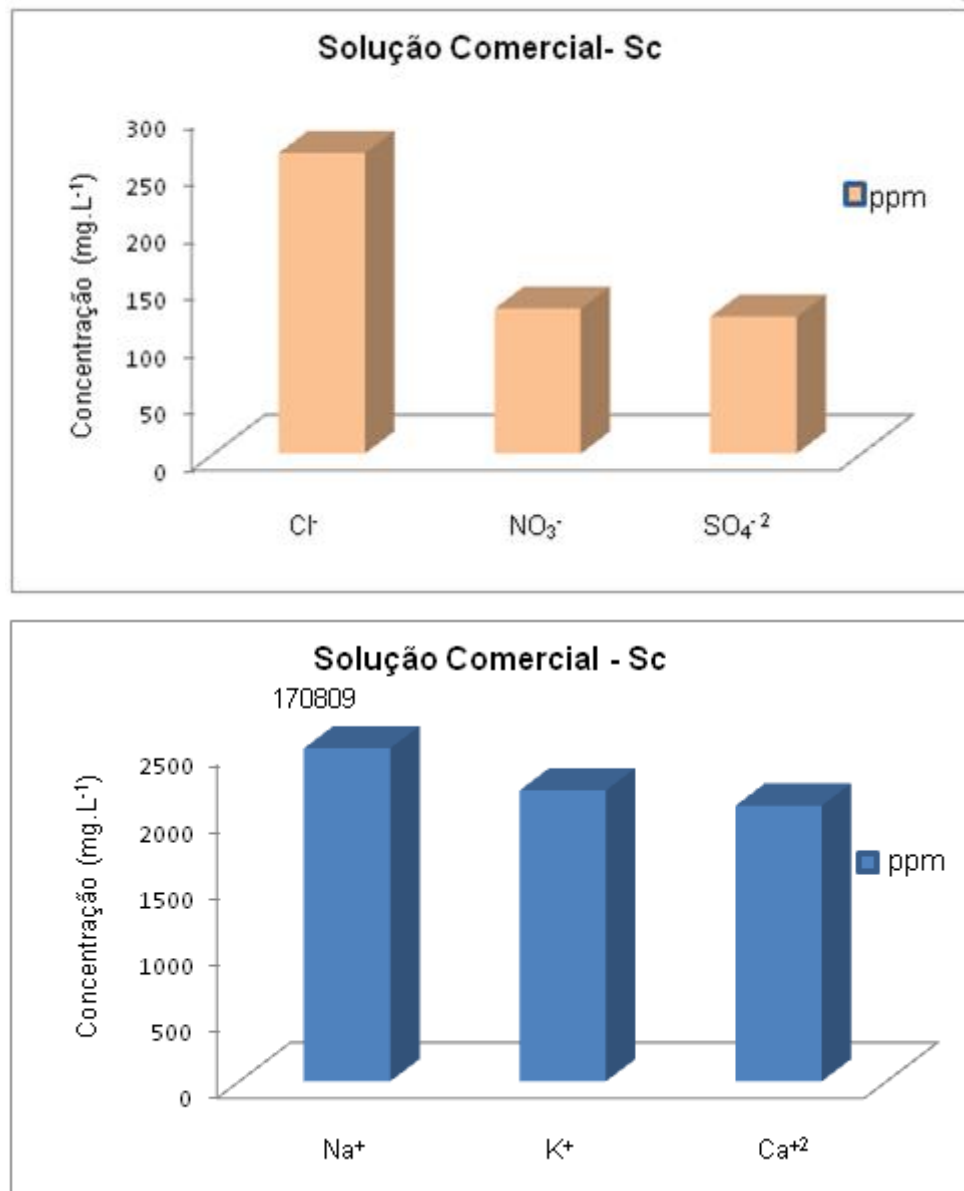 Solução Comercial- Sc
Concentração (mg.L⁻¹)
300
250
200
150
100
50
0
ppm
Cl⁻
NO₃⁻
SO₄⁻²
Solução Comercial - Sc
170809
Concentração (mg.L⁻¹)
2500
2000
1500
1000
500
0
ppm
Na⁺
K⁺
Ca⁺²